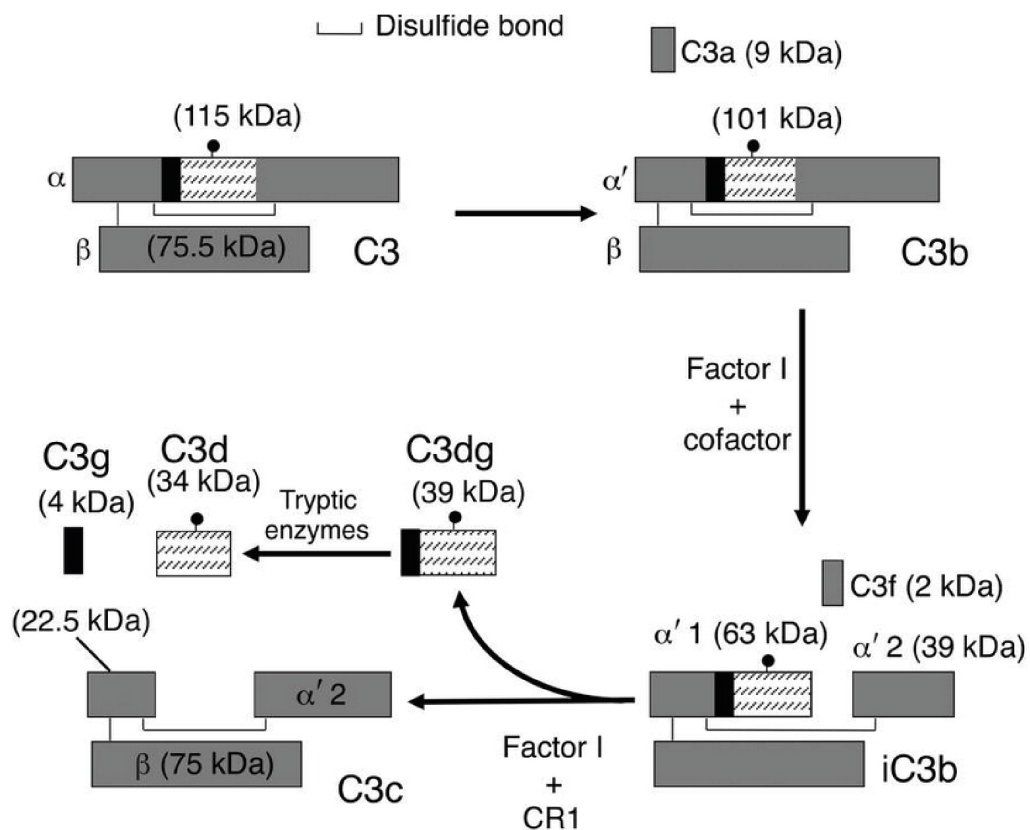 Disulfide bond
C3a (9 kDa)
(115 kDa)
(101 kDa)
α
α′
β
(75.5 kDa)
C3
β
C3b
Factor I
+
cofactor
C3g
(4 kDa)
C3d
(34 kDa)
Tryptic
enzymes
C3dg
(39 kDa)
C3f (2 kDa)
(22.5 kDa)
α′ 1 (63 kDa)
α′ 2 (39 kDa)
α′ 2
β (75 kDa)
C3c
Factor I
+
CR1
iC3b